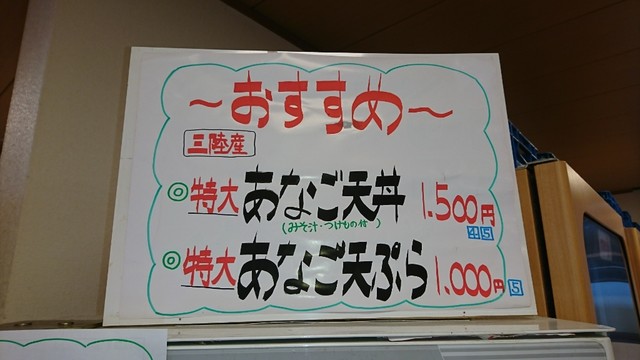 ～おすすめ～
三陸産
◎特大あなご天丼 1.500円
(みそ汁・つけもの付)
45
◎特大あなご天ぷら 1.000円 5